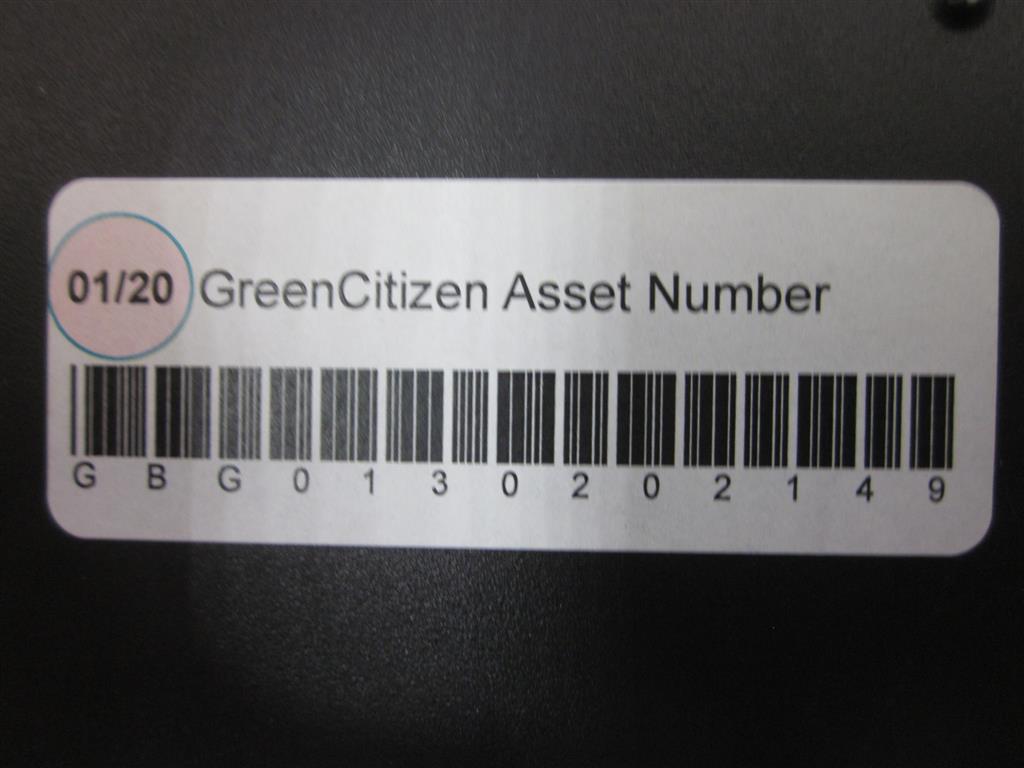 01/20 GreenCitizen Asset Number
G B G 0 1 3 0 2 0 2 1 4 9